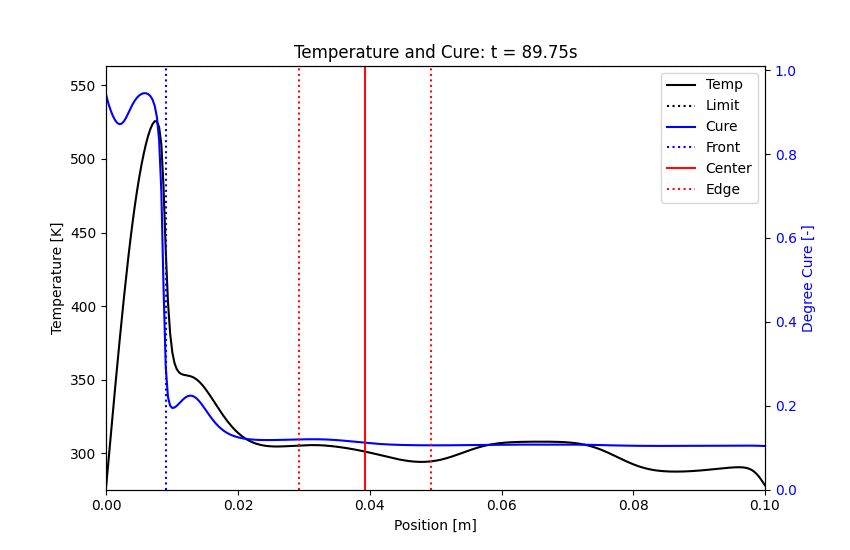 Temperature and Cure: t = 89.75s
Temperature [K]
550
500
450
400
350
300
Temp
Limit
Cure
Front
Center
Edge
1.0
0.8
0.6
0.4
0.2
0.0
Degree Cure [-]
0.00
0.02
0.04
0.06
0.08
0.10
Position [m]